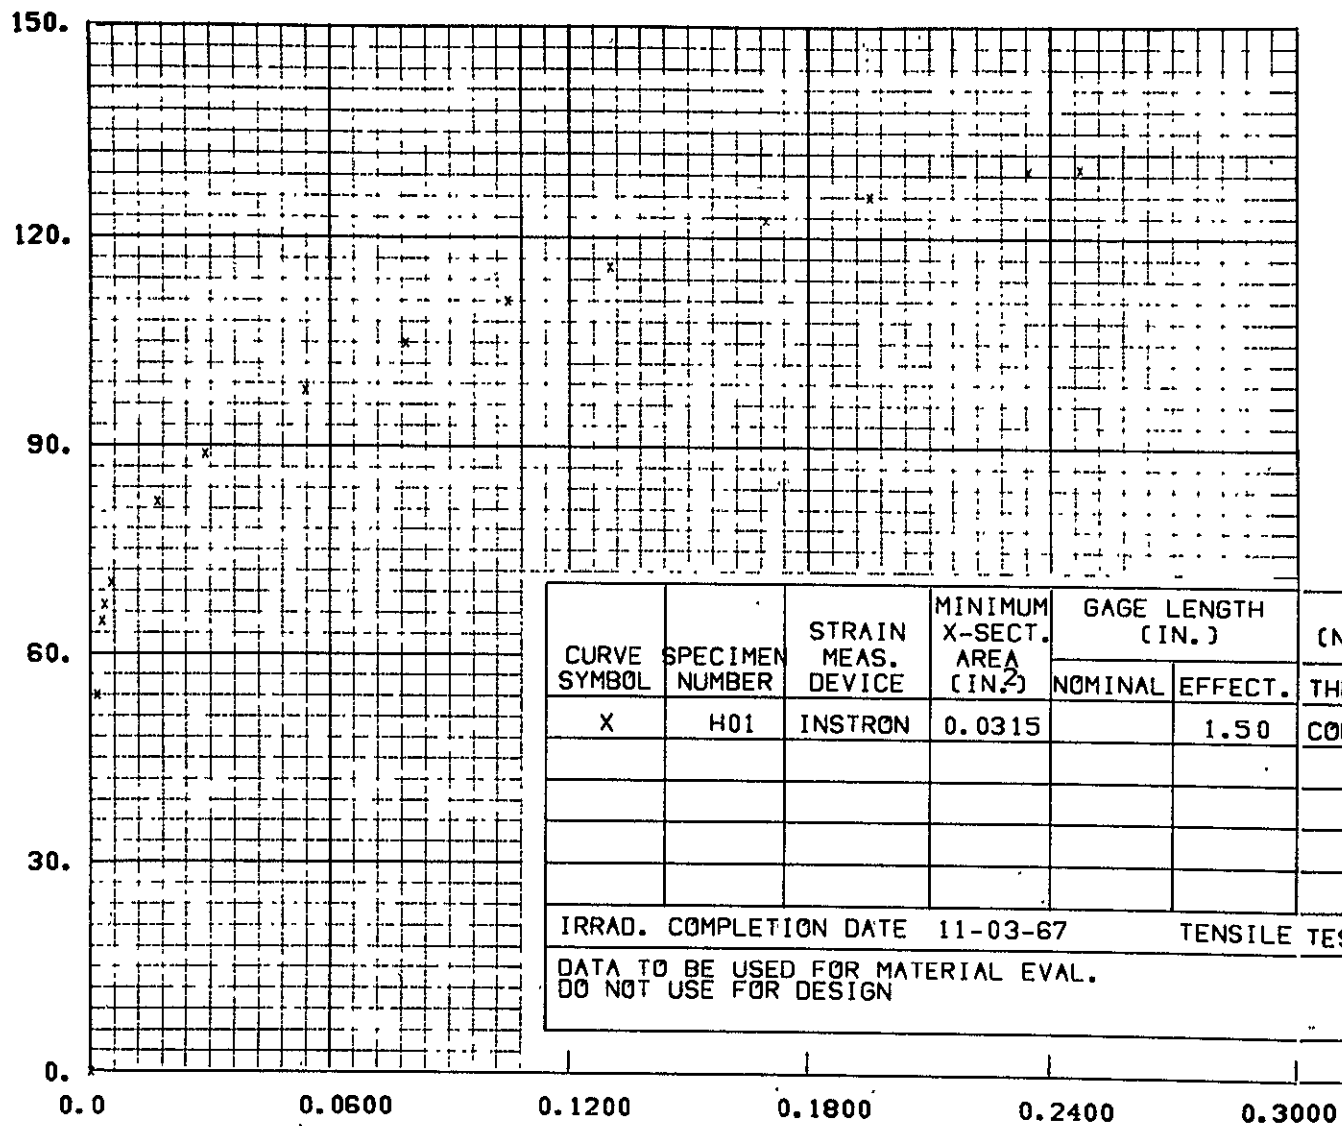 150.
120.
90.
60.
30.
0.
0.0 0.0600 0.1200 0.1800 0.2400 0.3000
CURVE SYMBOL
SPECIMEN NUMBER
STRAIN MEAS. DEVICE
MINIMUM X-SECT. AREA (IN.2)
GAGE LENGTH (IN.)
NOMINAL EFFECT.
X H01 INSTRON 0.0315 1.50
IRRAD. COMPLETION DATE 11-03-67 TENSILE
DATA TO BE USED FOR MATERIAL EVAL.
DO NOT USE FOR DESIGN